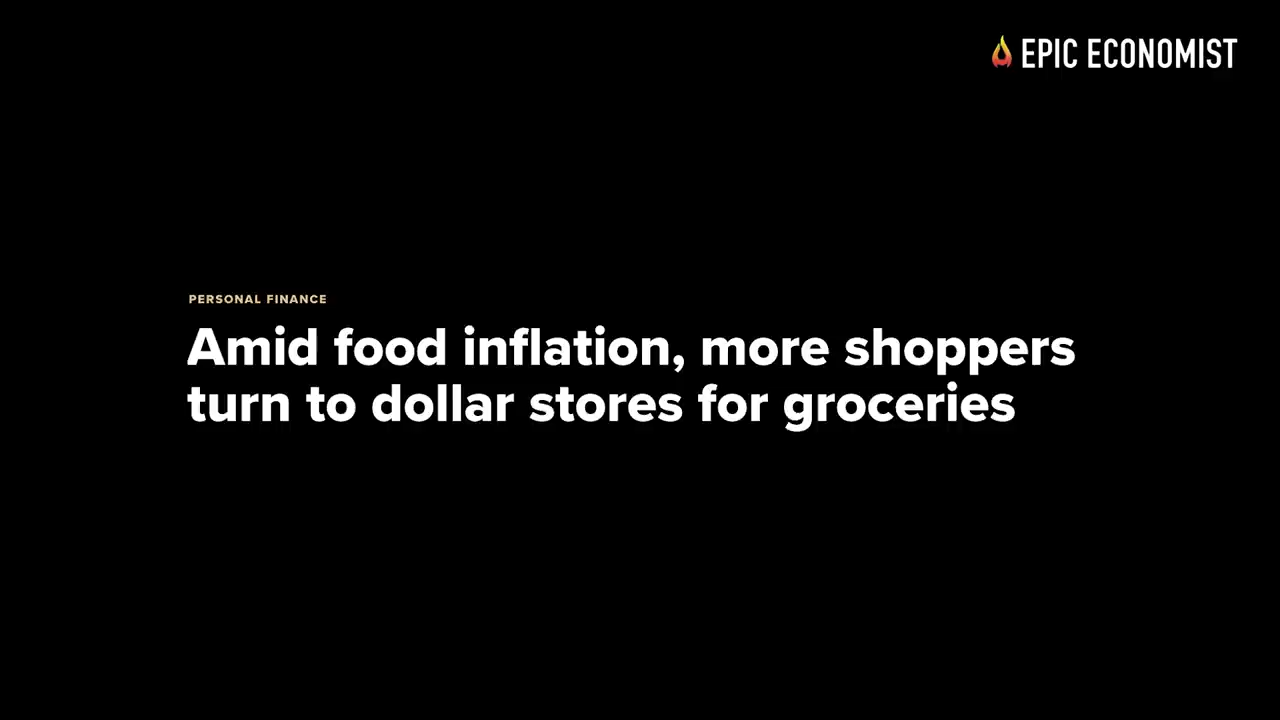 EPIC ECONOMIST
PERSONAL FINANCE
Amid food inflation, more shoppers
turn to dollar stores for groceries